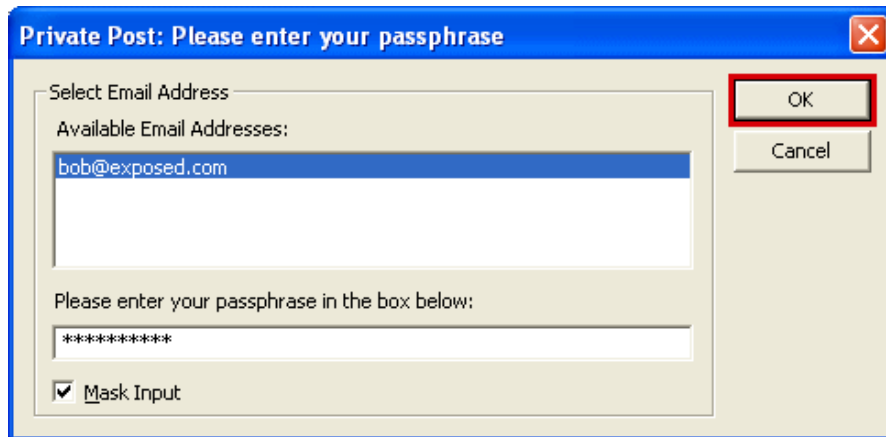 Private Post: Please enter your passphrase
Select Email Address
OK
Available Email Addresses:
Cancel
bob@exposed.com
Please enter your passphrase in the box below:
**********
Mask Input